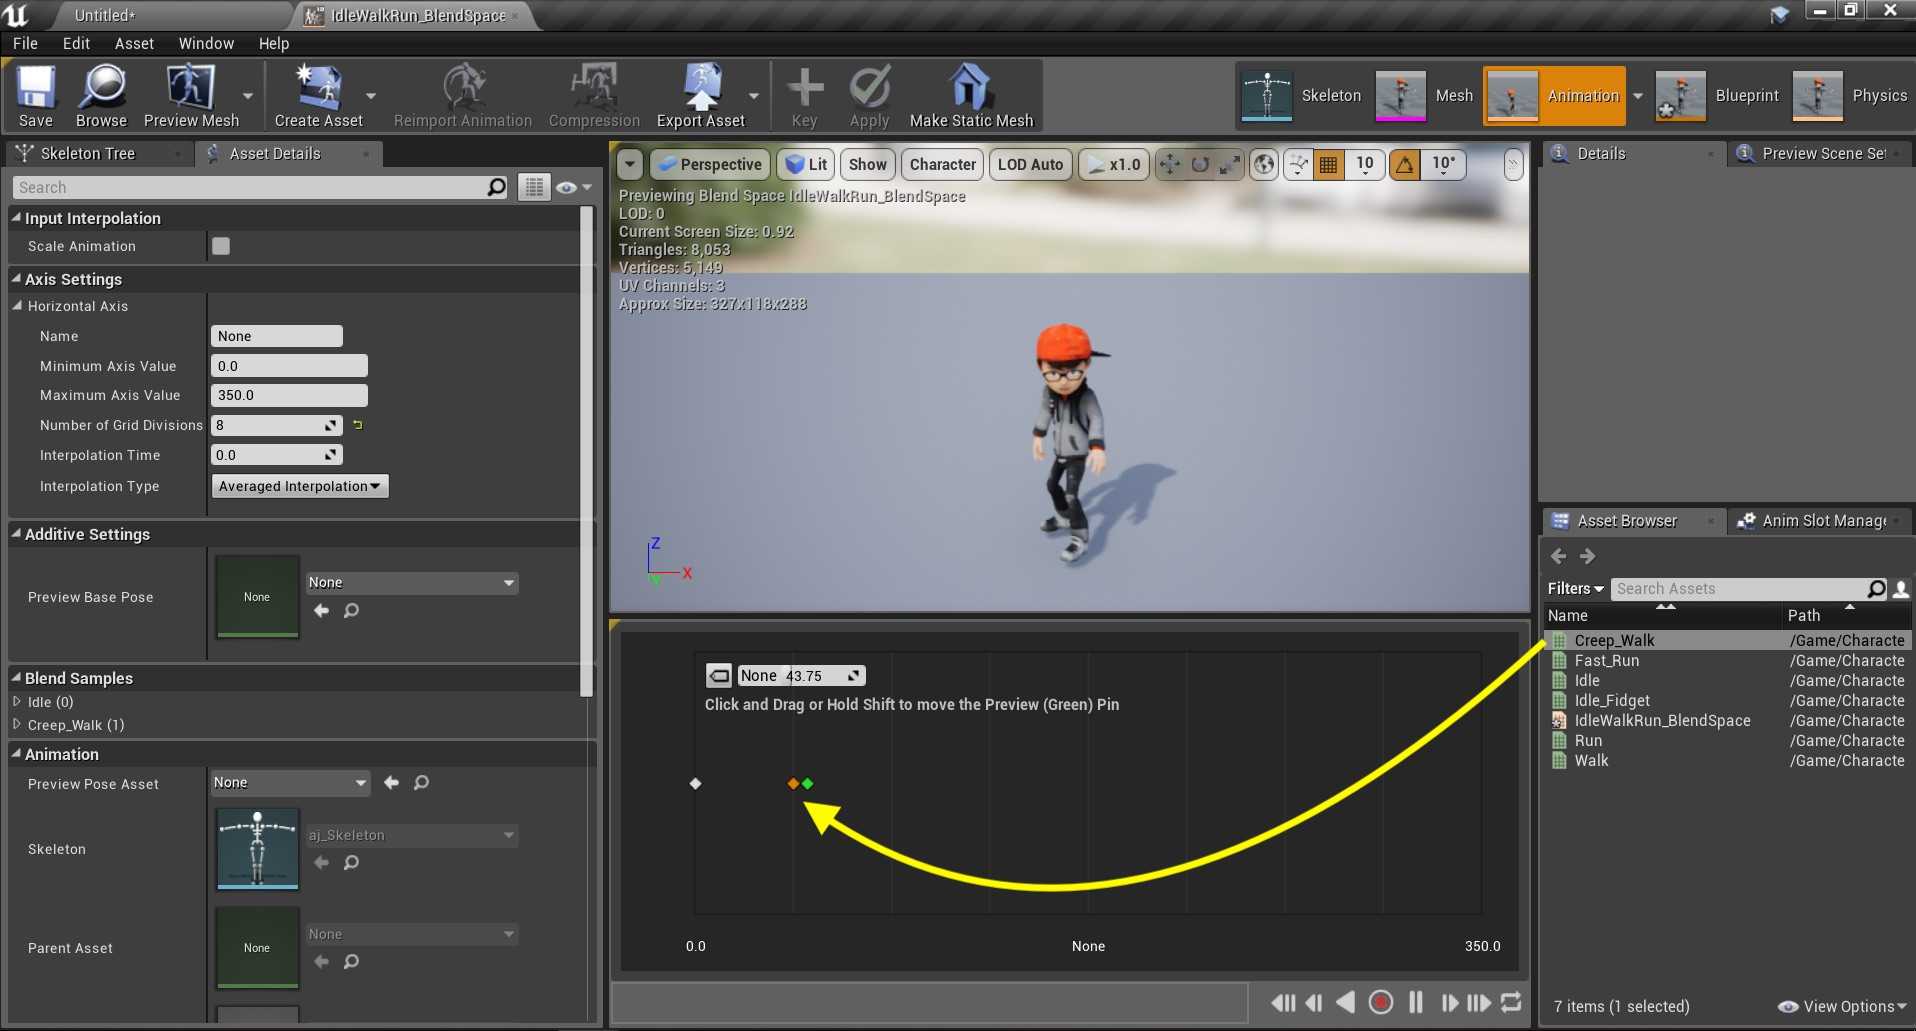 Untitled*
IdleWalkRun_BlendSpace
File Edit Asset Window Help
Save Browse Preview Mesh Create Asset Reimport Animation Compression Export Asset Key Apply Make Static Mesh
Skeleton Mesh Animation Blueprint Physics
Skeleton Tree
Asset Details
Search
Input Interpolation
Scale Animation
Axis Settings
Horizontal Axis
Name None
Minimum Axis Value 0.0
Maximum Axis Value 350.0
Number of Grid Divisions 8
Interpolation Time 0.0
Interpolation Type Averaged Interpolation
Additive Settings
Preview Base Pose None None
Blend Samples
Idle (0)
Creep_Walk (1)
Animation
Preview Pose Asset None
Skeleton aj_Skeleton
Parent Asset None None
Perspective Lit Show Character LOD Auto x1.0 10 10°
Previewing Blend Space IdleWalkRun_BlendSpace
LOD: 0
Current Screen Size: 0.92
Triangles: 8,053
Vertices: 5,149
UV Channels: 3
Approx Size: 327x118x288
Z
X
Y
None 43.75
Click and Drag or Hold Shift to move the Preview (Green) Pin
0.0 None 350.0
Details
Preview Scene Set
Asset Browser
Anim Slot Manage
Filters Search Assets
Name Path
Creep_Walk /Game/Characte
Fast_Run /Game/Characte
Idle /Game/Characte
Idle_Fidget /Game/Characte
IdleWalkRun_BlendSpace /Game/Characte
Run /Game/Characte
Walk /Game/Characte
7 items (1 selected) View Options